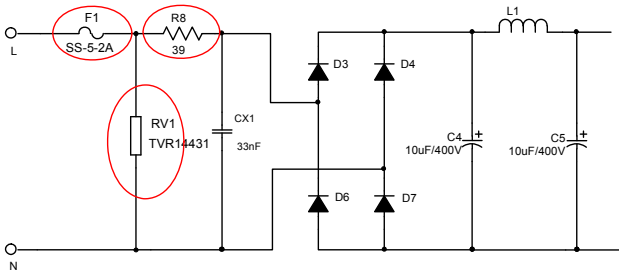 F1
R8
L1
L
SS-5-2A
39
D3
D4
RV1
TVR14431
CX1
33nF
C4
+
10uF/400V
C5
+
10uF/400V
D6
D7
N